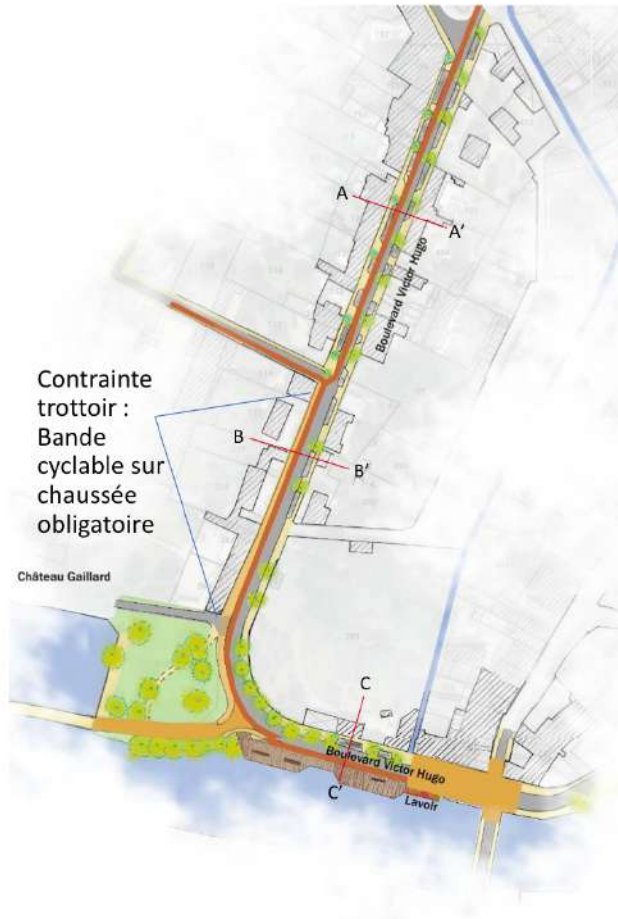 A
A'
Boulevard Victor Hugo
Contrainte
trottoir :
Bande
cyclable sur
chaussée
obligatoire
B
B'
Château Gaillard
C
Boulevard Victor Hugo
C'
Lavoir